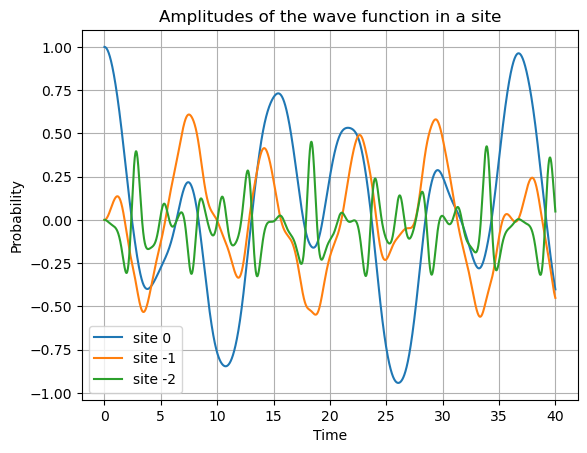 Amplitudes of the wave function in a site
Probability
1.00
0.75
0.50
0.25
0.00
−0.25
−0.50
−0.75
−1.00
site 0
site -1
site -2
0 5 10 15 20 25 30 35 40
Time